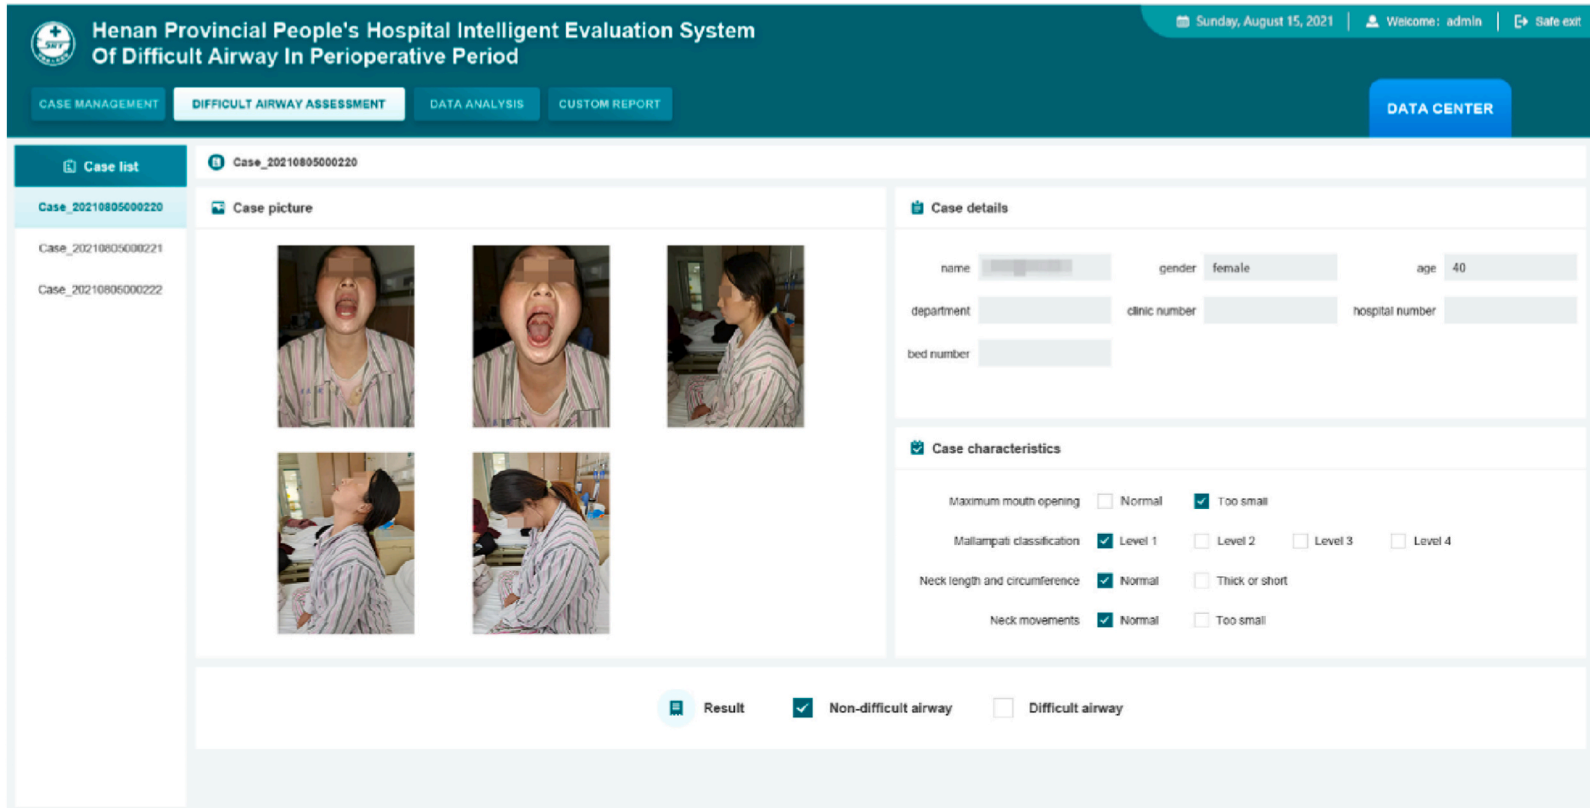 Henan Provincial People's Hospital Intelligent Evaluation System
Of Difficult Airway In Perioperative Period
Sunday, August 15, 2021
Welcome: admin
Safe exit
CASE MANAGEMENT
DIFFICULT AIRWAY ASSESSMENT
DATA ANALYSIS
CUSTOM REPORT
DATA CENTER
Case list
Case_20210805000220
Case_20210805000221
Case_20210806000222
Case_20210805000220
Case picture
Case details
name
gender female
age 40
department
clinic number
hospital number
bed number
Case characteristics
Maximum mouth opening Normal Too small
Mallampati classification Level 1 Level 2 Level 3 Level 4
Neck length and circumference Normal Thick or short
Neck movements Normal Too small
Result Non-difficult airway Difficult airway